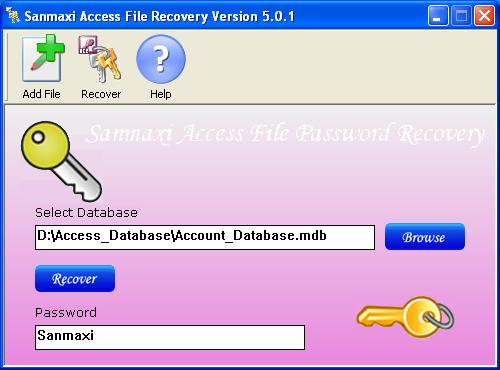 Sanmaxi Access File Recovery Version 5.0.1
Add File Recover Help
Sanmaxi Access File Password Recovery
Select Database
D:\Access_Database\Account_Database.mdb
Browse
Recover
Password
Sanmaxi